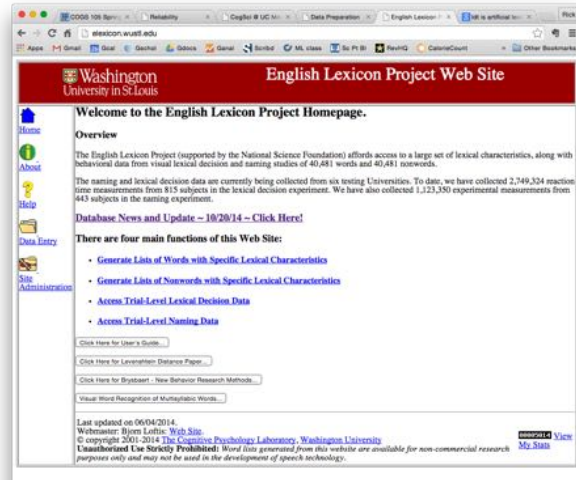 COGS 105 Spring
Reliability
CogSci @ UC Me
Data Preparation
English Lexicon P
Rick
elexicon.wustl.edu
Apps
Gmail
Gcal
Gdocs
Scribd
ML class
RevHQ
CalorieCount
Other Bookmarks
Washington
University in St.Louis
English Lexicon Project Web Site
Home
About
Help
Data Entry
Site
Administration
Welcome to the English Lexicon Project Homepage.
Overview
The English Lexicon Project (supported by the National Science Foundation) affords access to a large set of lexical characteristics, along with
behavioral data from visual lexical decision and naming studies of 40,481 words and 40,481 nonwords.
The naming and lexical decision data are currently being collected from six testing Universities. To date, we have collected 2,749,324 reaction
time measurements from 815 subjects in the lexical decision experiment. We have also collected 1,123,350 experimental measurements from
443 subjects in the naming experiment.
Database News and Update ~ 10/20/14 ~ Click Here!
There are four main functions of this Web Site:
Generate Lists of Words with Specific Lexical Characteristics
Generate Lists of Nonwords with Specific Lexical Characteristics
Access Trial-Level Lexical Decision Data
Access Trial-Level Naming Data
Click Here for User's Guide...
Click Here for Levenshtein Distance Paper...
Click Here for Brysbaert - New Behavior Research Methods...
Visual Word Recognition of Multisyllabic Words...
Last updated on 06/04/2014.
Webmaster: Bjorn Loftis: Web Site.
© copyright 2001-2014 The Cognitive Psychology Laboratory, Washington University
Unauthorized Use Strictly Prohibited: Word lists generated from this website are available for non-commercial research
purposes only and may not be used in the development of speech technology.
View
My Stats